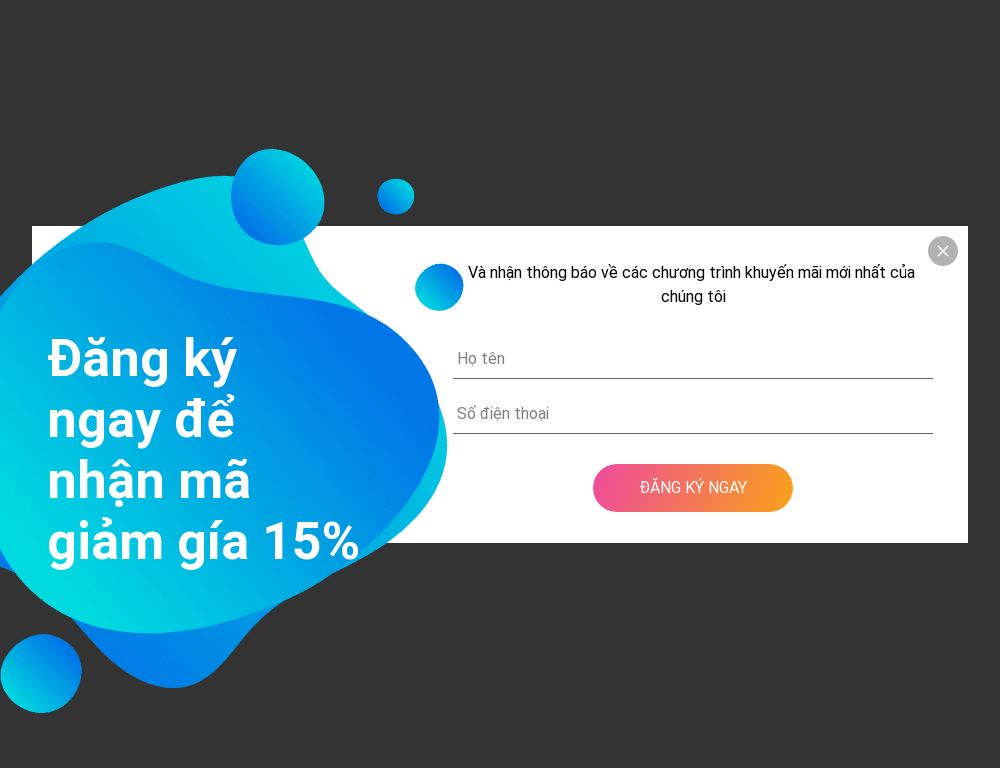 Đăng ký
ngay để
nhận mã
giảm gía 15%
Và nhận thông báo về các chương trình khuyến mãi mới nhất của
chúng tôi
Họ tên
Số điện thoại
ĐĂNG KÝ NGAY